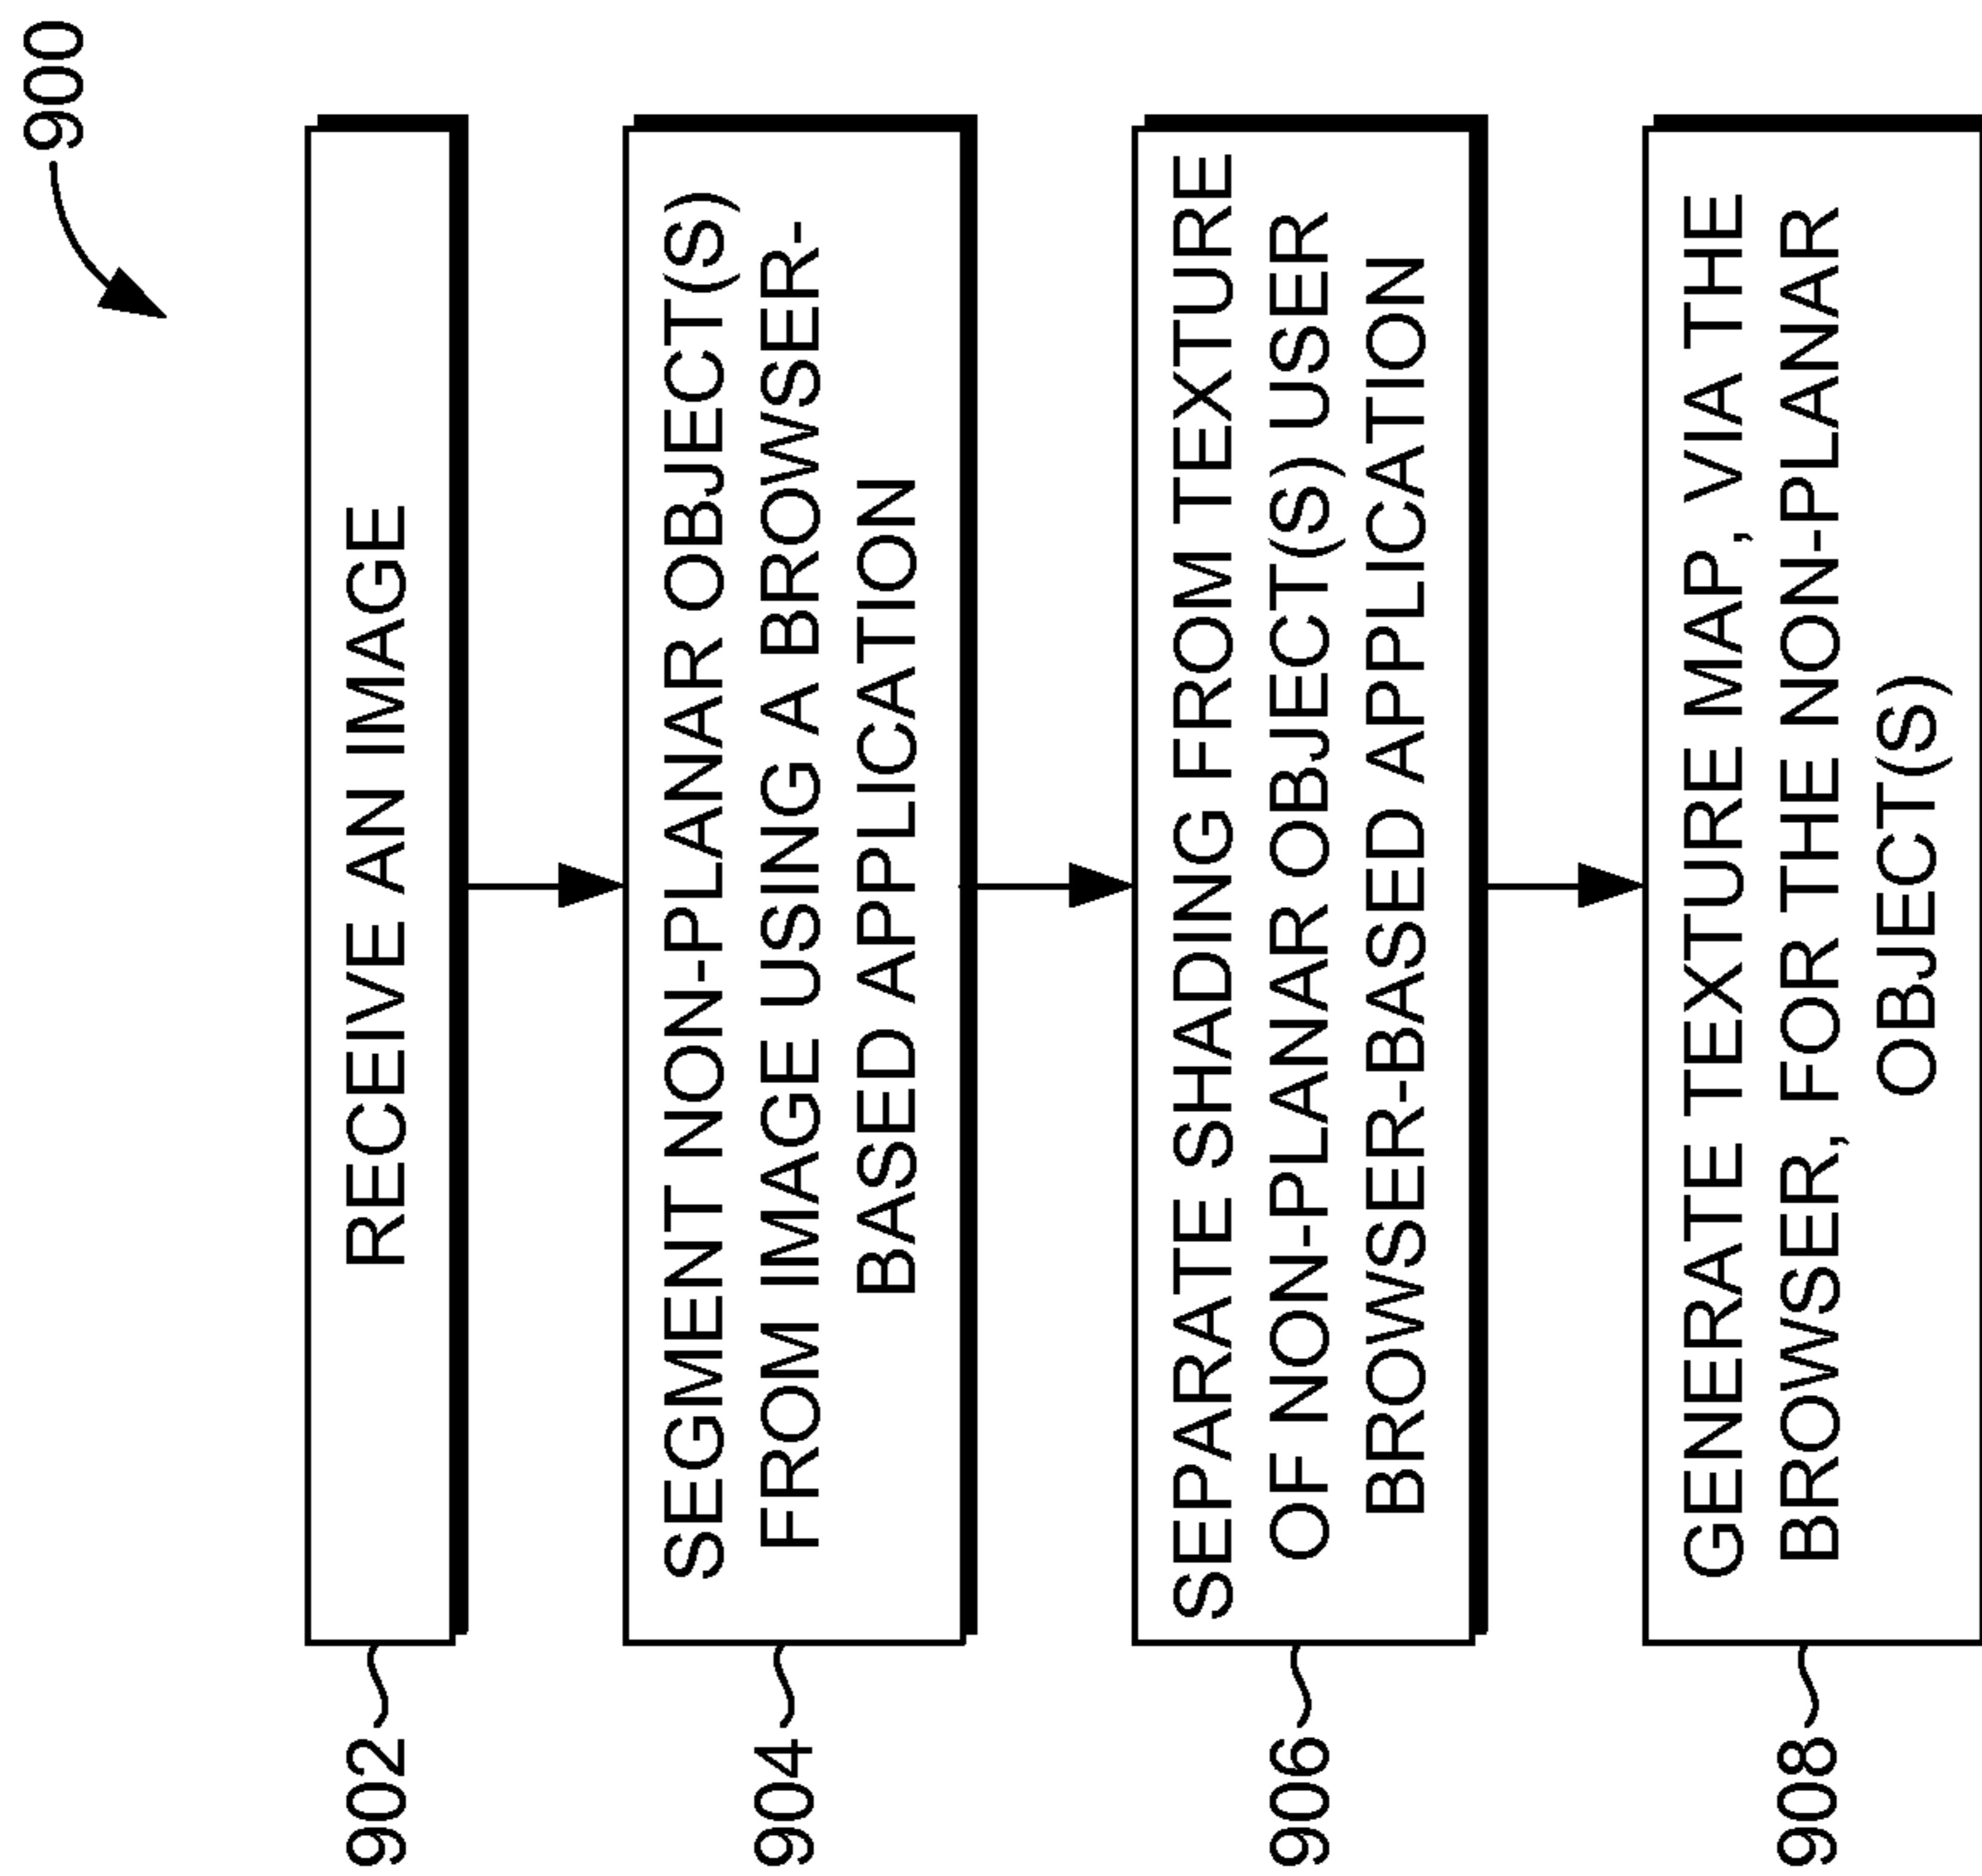 900
902
RECEIVE AN IMAGE
904
SEGMENT NON-PLANAR OBJECT(S)
FROM IMAGE USING A BROWSER-
BASED APPLICATION
906
SEPARATE SHADING FROM TEXTURE
OF NON-PLANAR OBJECT(S) USER
BROWSER-BASED APPLICATION
908
GENERATE TEXTURE MAP, VIA THE
BROWSER, FOR THE NON-PLANAR
OBJECT(S)